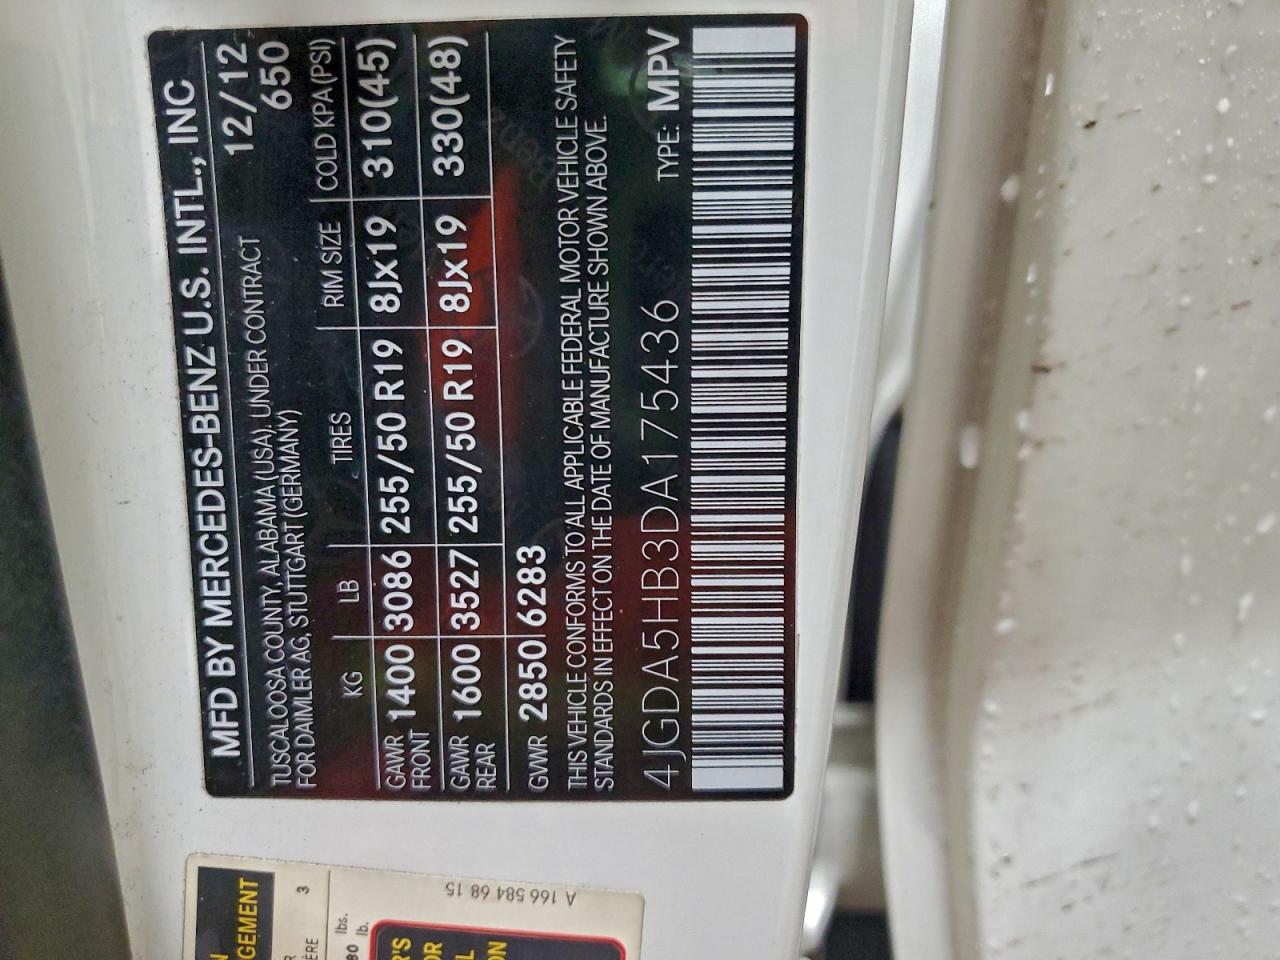 MFD BY MERCEDES-BENZ U.S. INTL., INC
TUSCALOOSA COUNTY, ALABAMA (USA), UNDER CONTRACT 12/12
FOR DAIMLER AG, STUTTGART (GERMANY) 650
KG LB TIRES RIM SIZE COLD KPA (PSI)
GAWR FRONT 1400 3086 255/50 R19 8Jx19 310(45)
GAWR REAR 1600 3527 255/50 R19 8Jx19 330(48)
GVWR 2850 6283
THIS VEHICLE CONFORMS TO ALL APPLICABLE FEDERAL MOTOR VEHICLE SAFETY
STANDARDS IN EFFECT ON THE DATE OF MANUFACTURE SHOWN ABOVE.
4JGDA5HB3DA175436 TYPE: MPV
GEMENT
3
lbs.
lb.
A 166 584 68 15